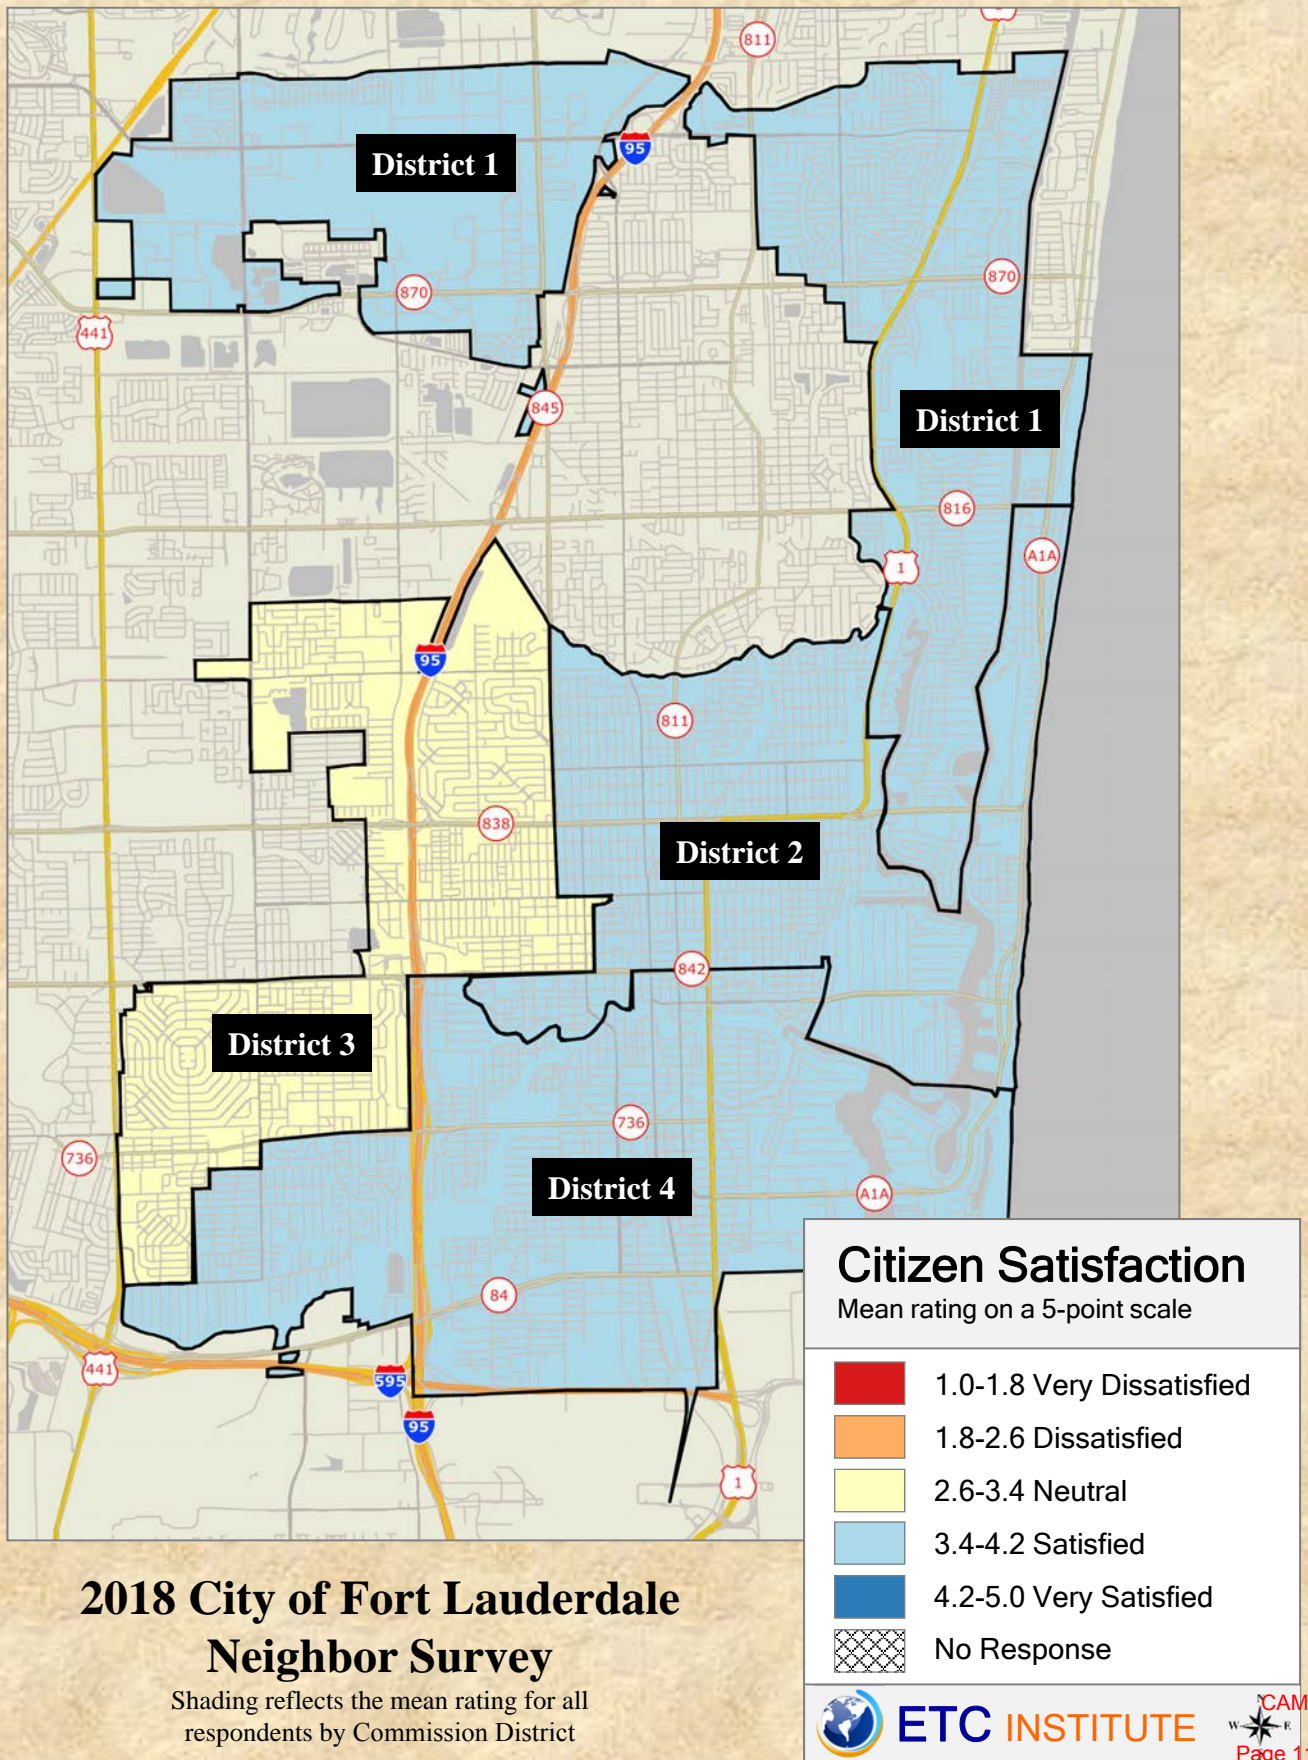 811
95
District 1
870
870
441
845
District 1
816
A1A
1
95
811
838
District 2
842
District 3
736
736
District 4
A1A
84
441
595
95
1
Citizen Satisfaction
Mean rating on a 5-point scale
1.0-1.8 Very Dissatisfied
1.8-2.6 Dissatisfied
2.6-3.4 Neutral
3.4-4.2 Satisfied
4.2-5.0 Very Satisfied
No Response
2018 City of Fort Lauderdale
Neighbor Survey
Shading reflects the mean rating for all
respondents by Commission District
ETC INSTITUTE
CAM
W E
Page